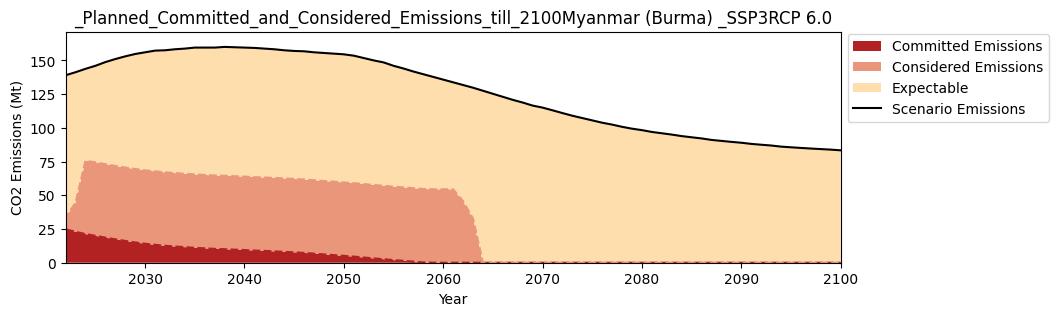 _Planned_Committed_and_Considered_Emissions_till_2100Myanmar (Burma) _SSP3RCP 6.0
CO2 Emissions (Mt)
150
125
100
75
50
25
0
2030 2040 2050 2060 2070 2080 2090 2100
Year
Committed Emissions
Considered Emissions
Expectable
Scenario Emissions